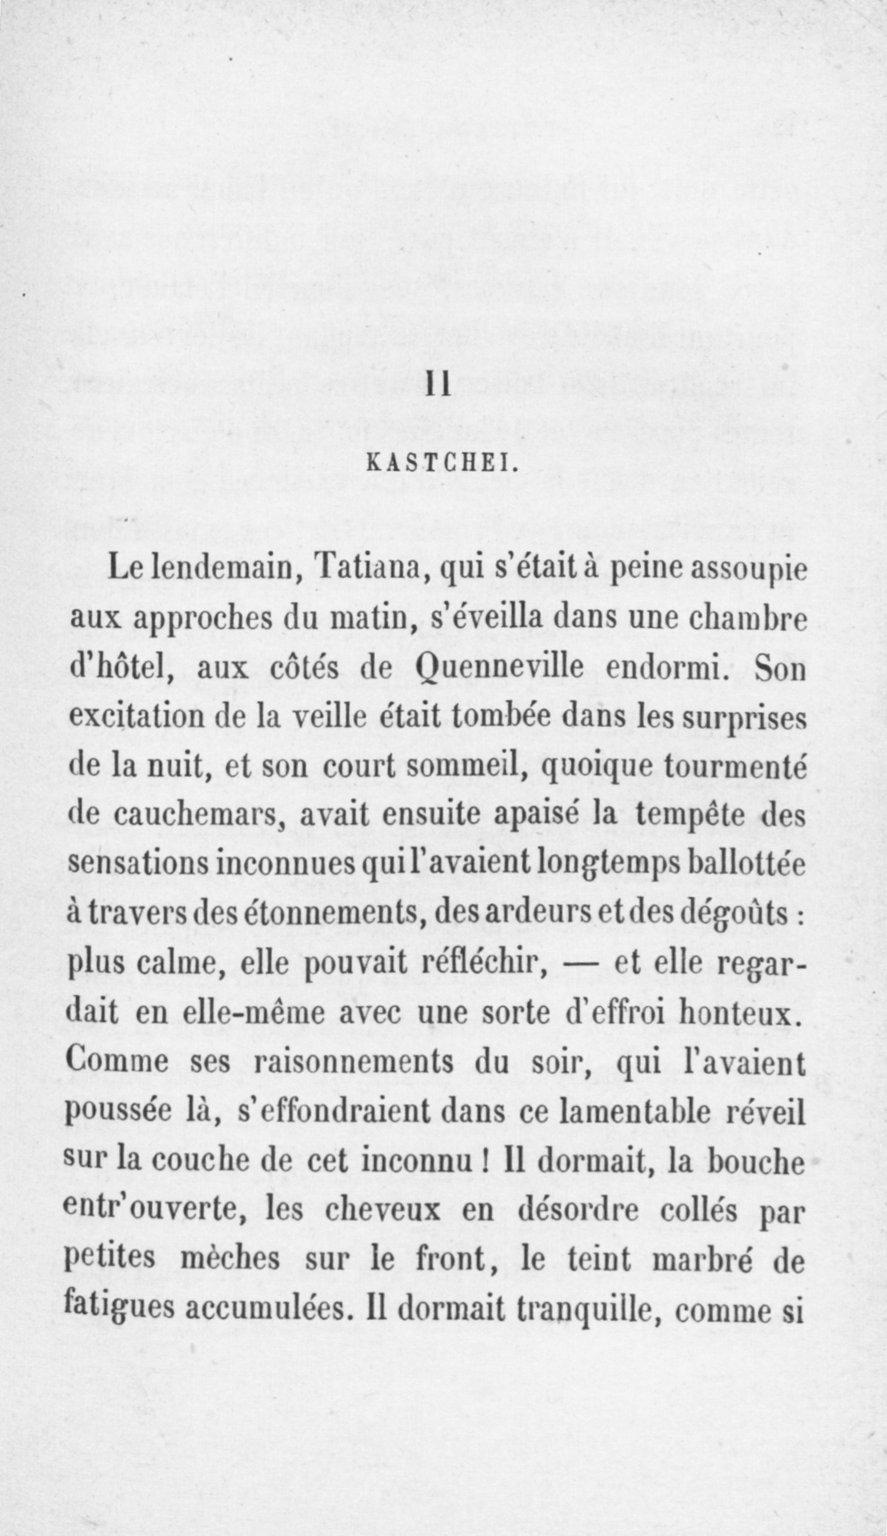 II
KASTCHEI.
Le lendemain, Tatiana, qui s'était à peine assoupie
aux approches du matin, s'éveilla dans une chambre
d'hôtel, aux côtés de Quenneville endormi. Son
excitation de la veille était tombée dans les surprises
de la nuit, et son court sommeil, quoique tourmenté
de cauchemars, avait ensuite apaisé la tempête des
sensations inconnues qui l'avaient longtemps ballottée
à travers des étonnements, des ardeurs et des dégoûts :
plus calme, elle pouvait réfléchir, — et elle regar-
dait en elle-même avec une sorte d'effroi honteux.
Comme ses raisonnements du soir, qui l'avaient
poussée là, s'effondraient dans ce lamentable réveil
sur la couche de cet inconnu ! Il dormait, la bouche
entr'ouverte, les cheveux en désordre collés par
petites mèches sur le front, le teint marbré de
fatigues accumulées. Il dormait tranquille, comme si